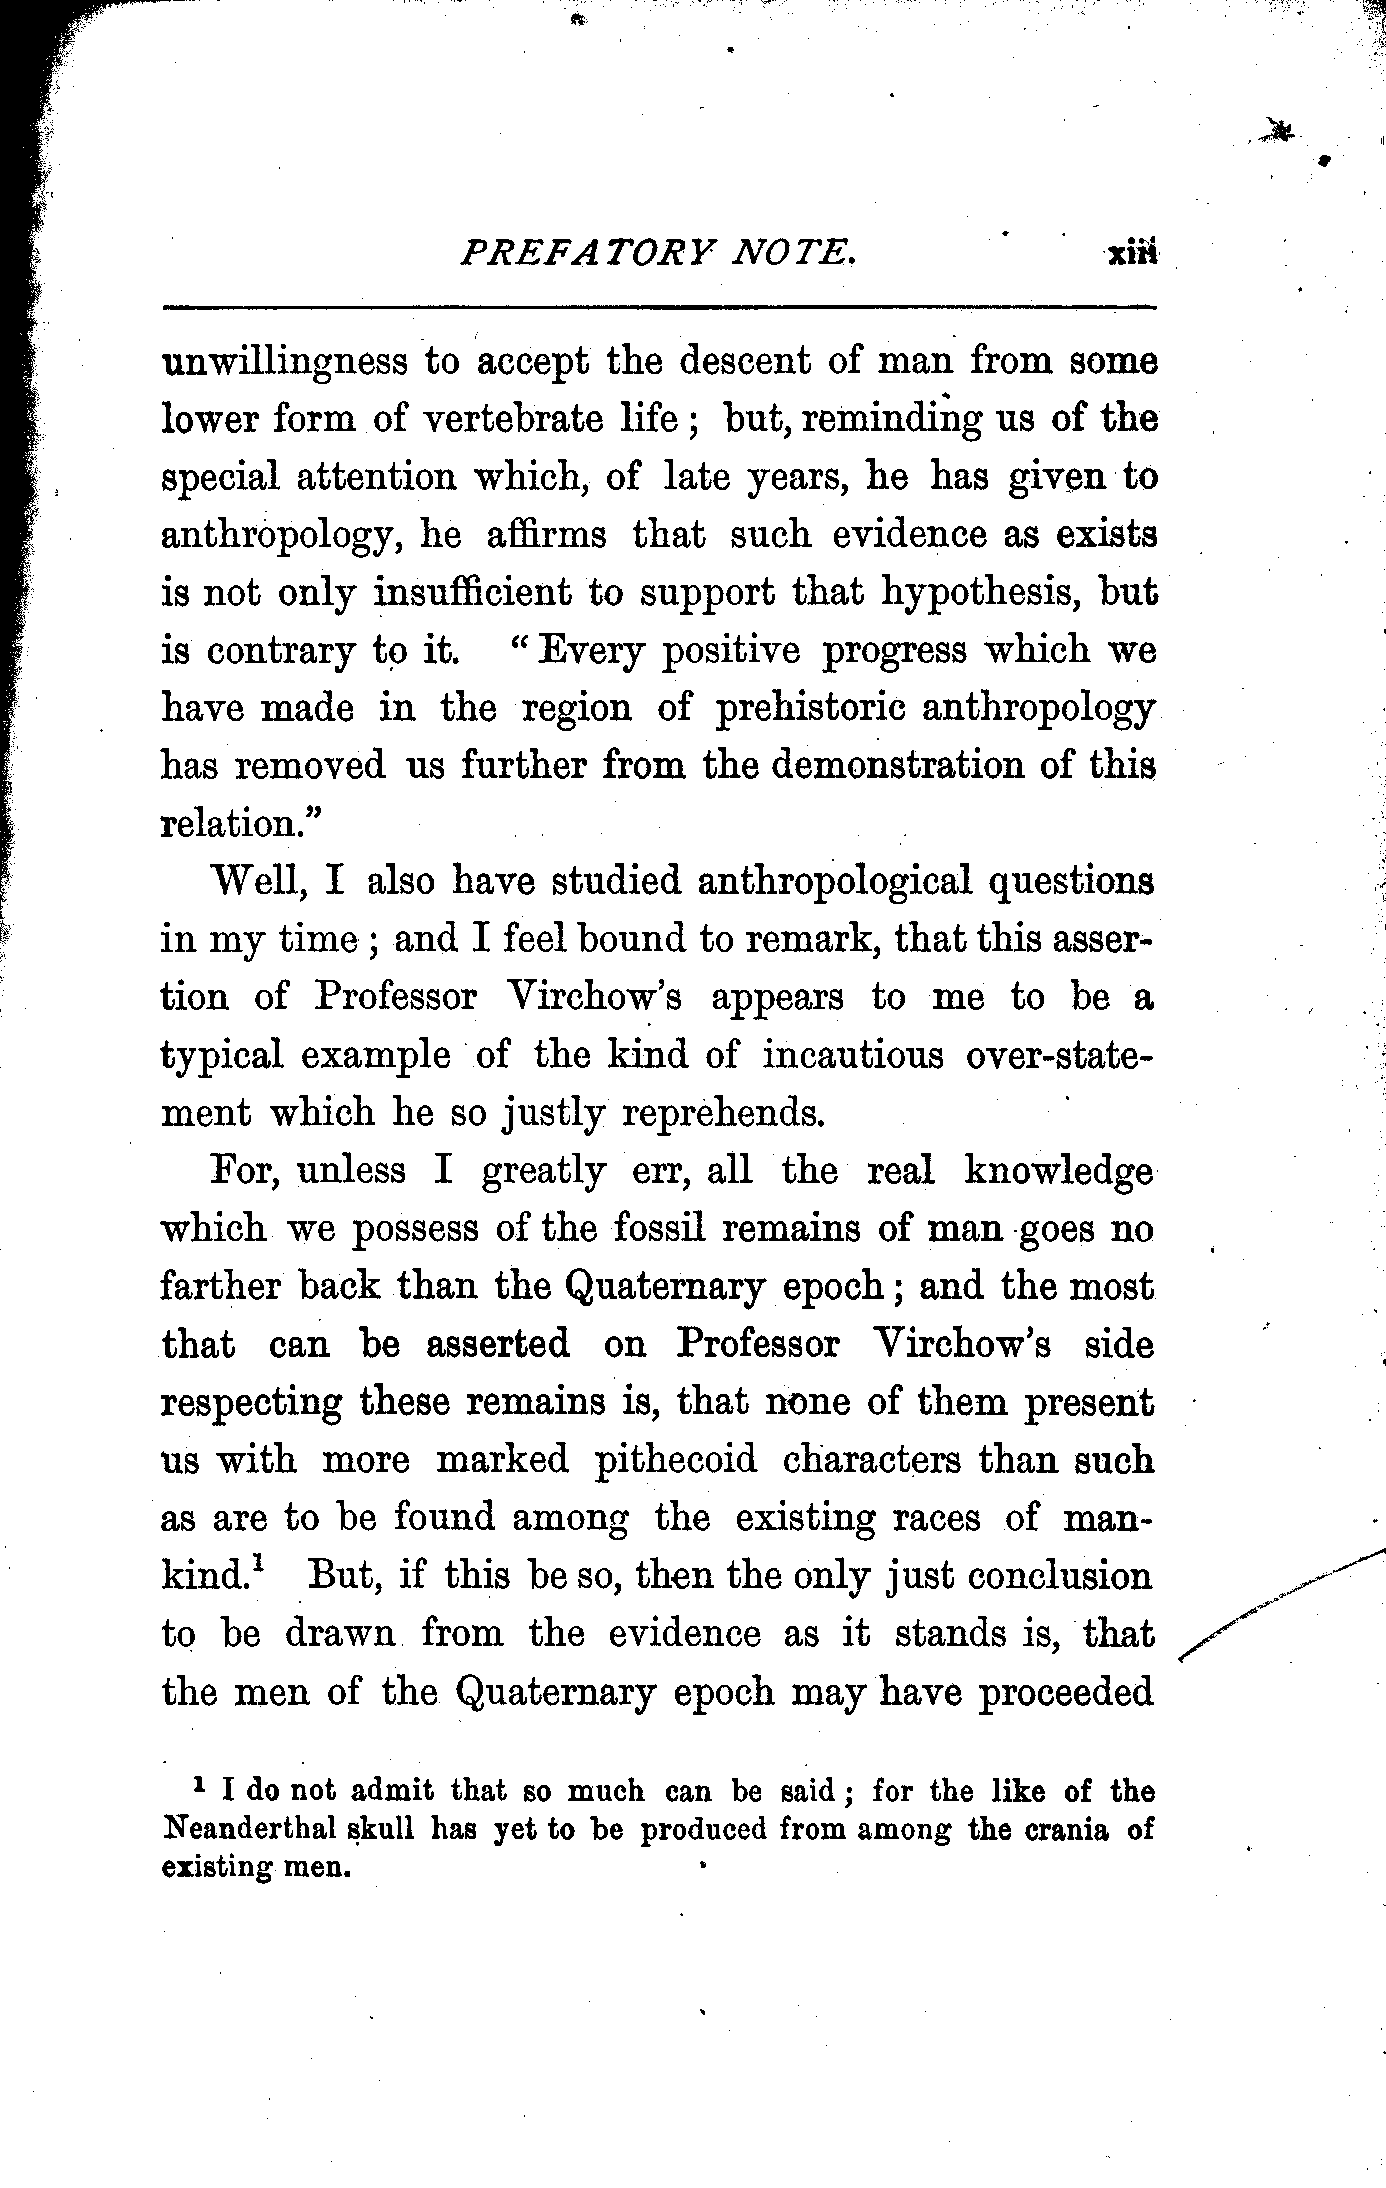 PREFATORY NOTE. xiii
unwillingness to accept the descent of man from some
lower form of vertebrate life ; but, reminding us of the
special attention which, of late years, he has given to
anthropology, he affirms that such evidence as exists
is not only insufficient to support that hypothesis, but
is contrary to it. “ Every positive progress which we
have made in the region of prehistoric anthropology
has removed us further from the demonstration of this
relation.”
Well, I also have studied anthropological questions
in my time ; and I feel bound to remark, that this asser-
tion of Professor Virchow’s appears to me to be a
typical example of the kind of incautious over-state-
ment which he so justly reprehends.
For, unless I greatly err, all the real knowledge
which we possess of the fossil remains of man goes no
farther back than the Quaternary epoch ; and the most
that can be asserted on Professor Virchow’s side
respecting these remains is, that none of them present
us with more marked pithecoid characters than such
as are to be found among the existing races of man-
kind.¹ But, if this be so, then the only just conclusion
to be drawn from the evidence as it stands is, that
the men of the Quaternary epoch may have proceeded
¹ I do not admit that so much can be said ; for the like of the
Neanderthal skull has yet to be produced from among the crania of
existing men.